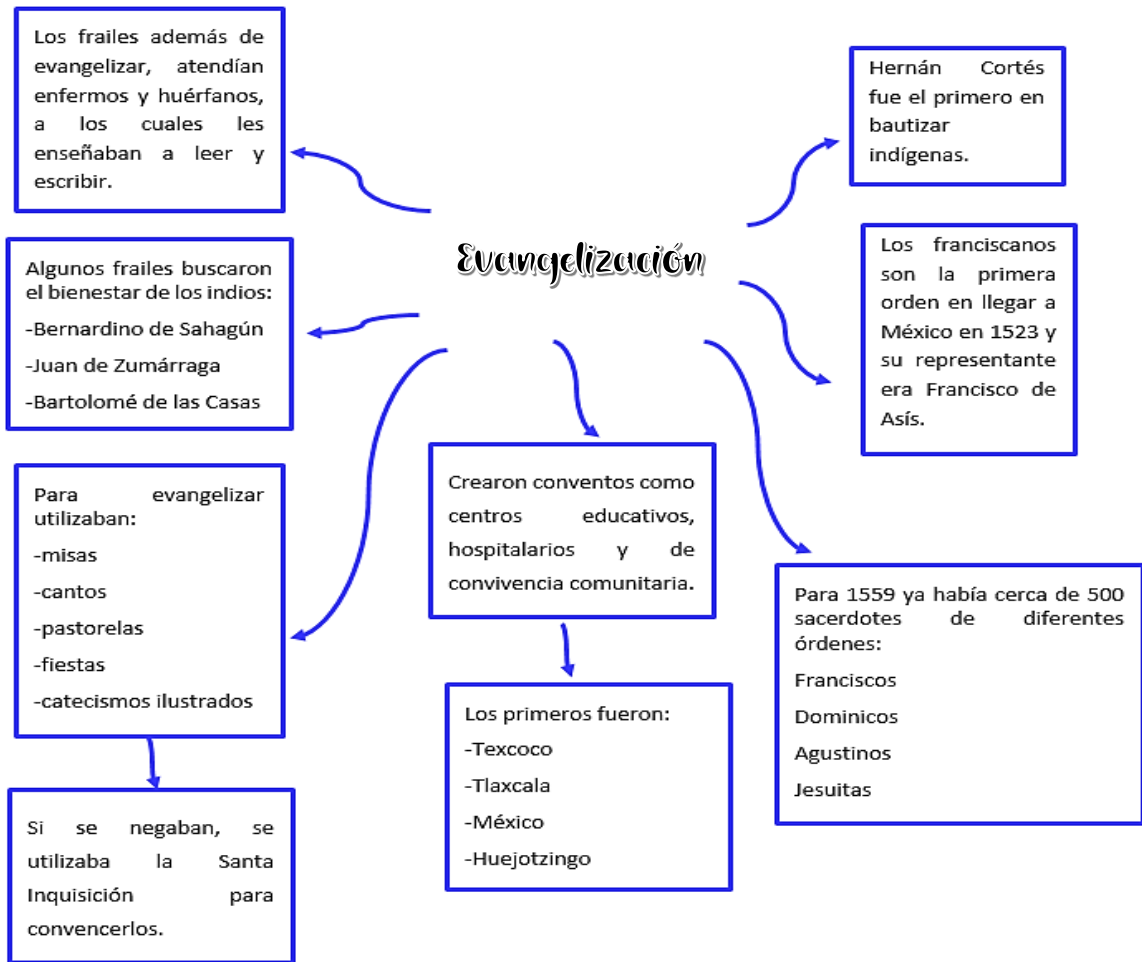 Evangelización
Los frailes además de
evangelizar, atendían
enfermos y huérfanos,
a los cuales les
enseñaban a leer y
escribir.
Algunos frailes buscaron
el bienestar de los indios:
-Bernardino de Sahagún
-Juan de Zumárraga
-Bartolomé de las Casas
Para evangelizar
utilizaban:
-misas
-cantos
-pastorelas
-fiestas
-catecismos ilustrados
Si se negaban, se
utilizaba la Santa
Inquisición para
convencerlos.
Crearon conventos como
centros educativos,
hospitalarios y de
convivencia comunitaria.
Los primeros fueron:
-Texcoco
-Tlaxcala
-México
-Huejotzingo
Hernán Cortés
fue el primero en
bautizar
indígenas.
Los franciscanos
son la primera
orden en llegar a
México en 1523 y
su representante
era Francisco de
Asís.
Para 1559 ya había cerca de 500
sacerdotes de diferentes
órdenes:
Franciscos
Dominicos
Agustinos
Jesuitas